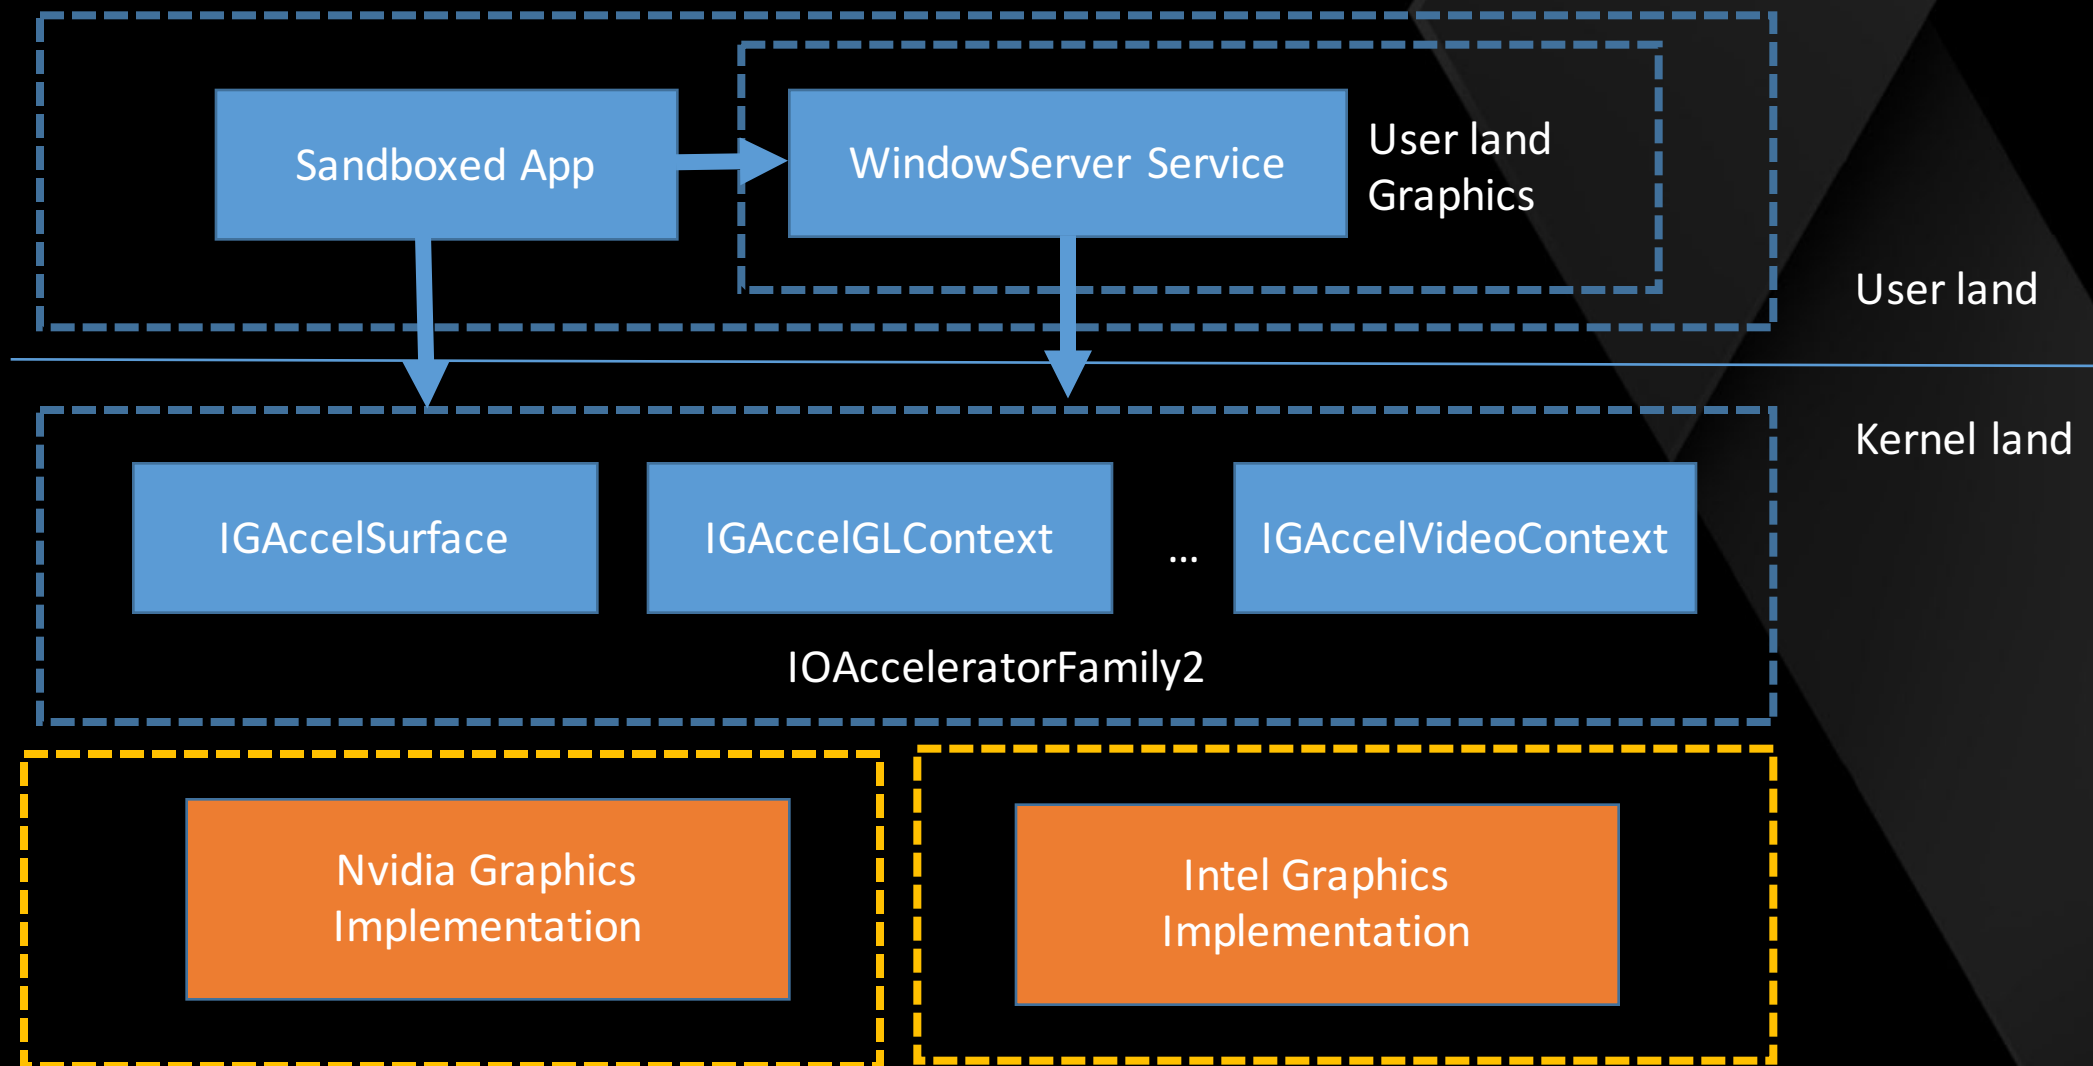 Sandboxed App
WindowServer Service
User land
Graphics
User land
Kernel land
IGAccelSurface
IGAccelGLContext
...
IGAccelVideoContext
IOAcceleratorFamily2
Nvidia Graphics
Implementation
Intel Graphics
Implementation